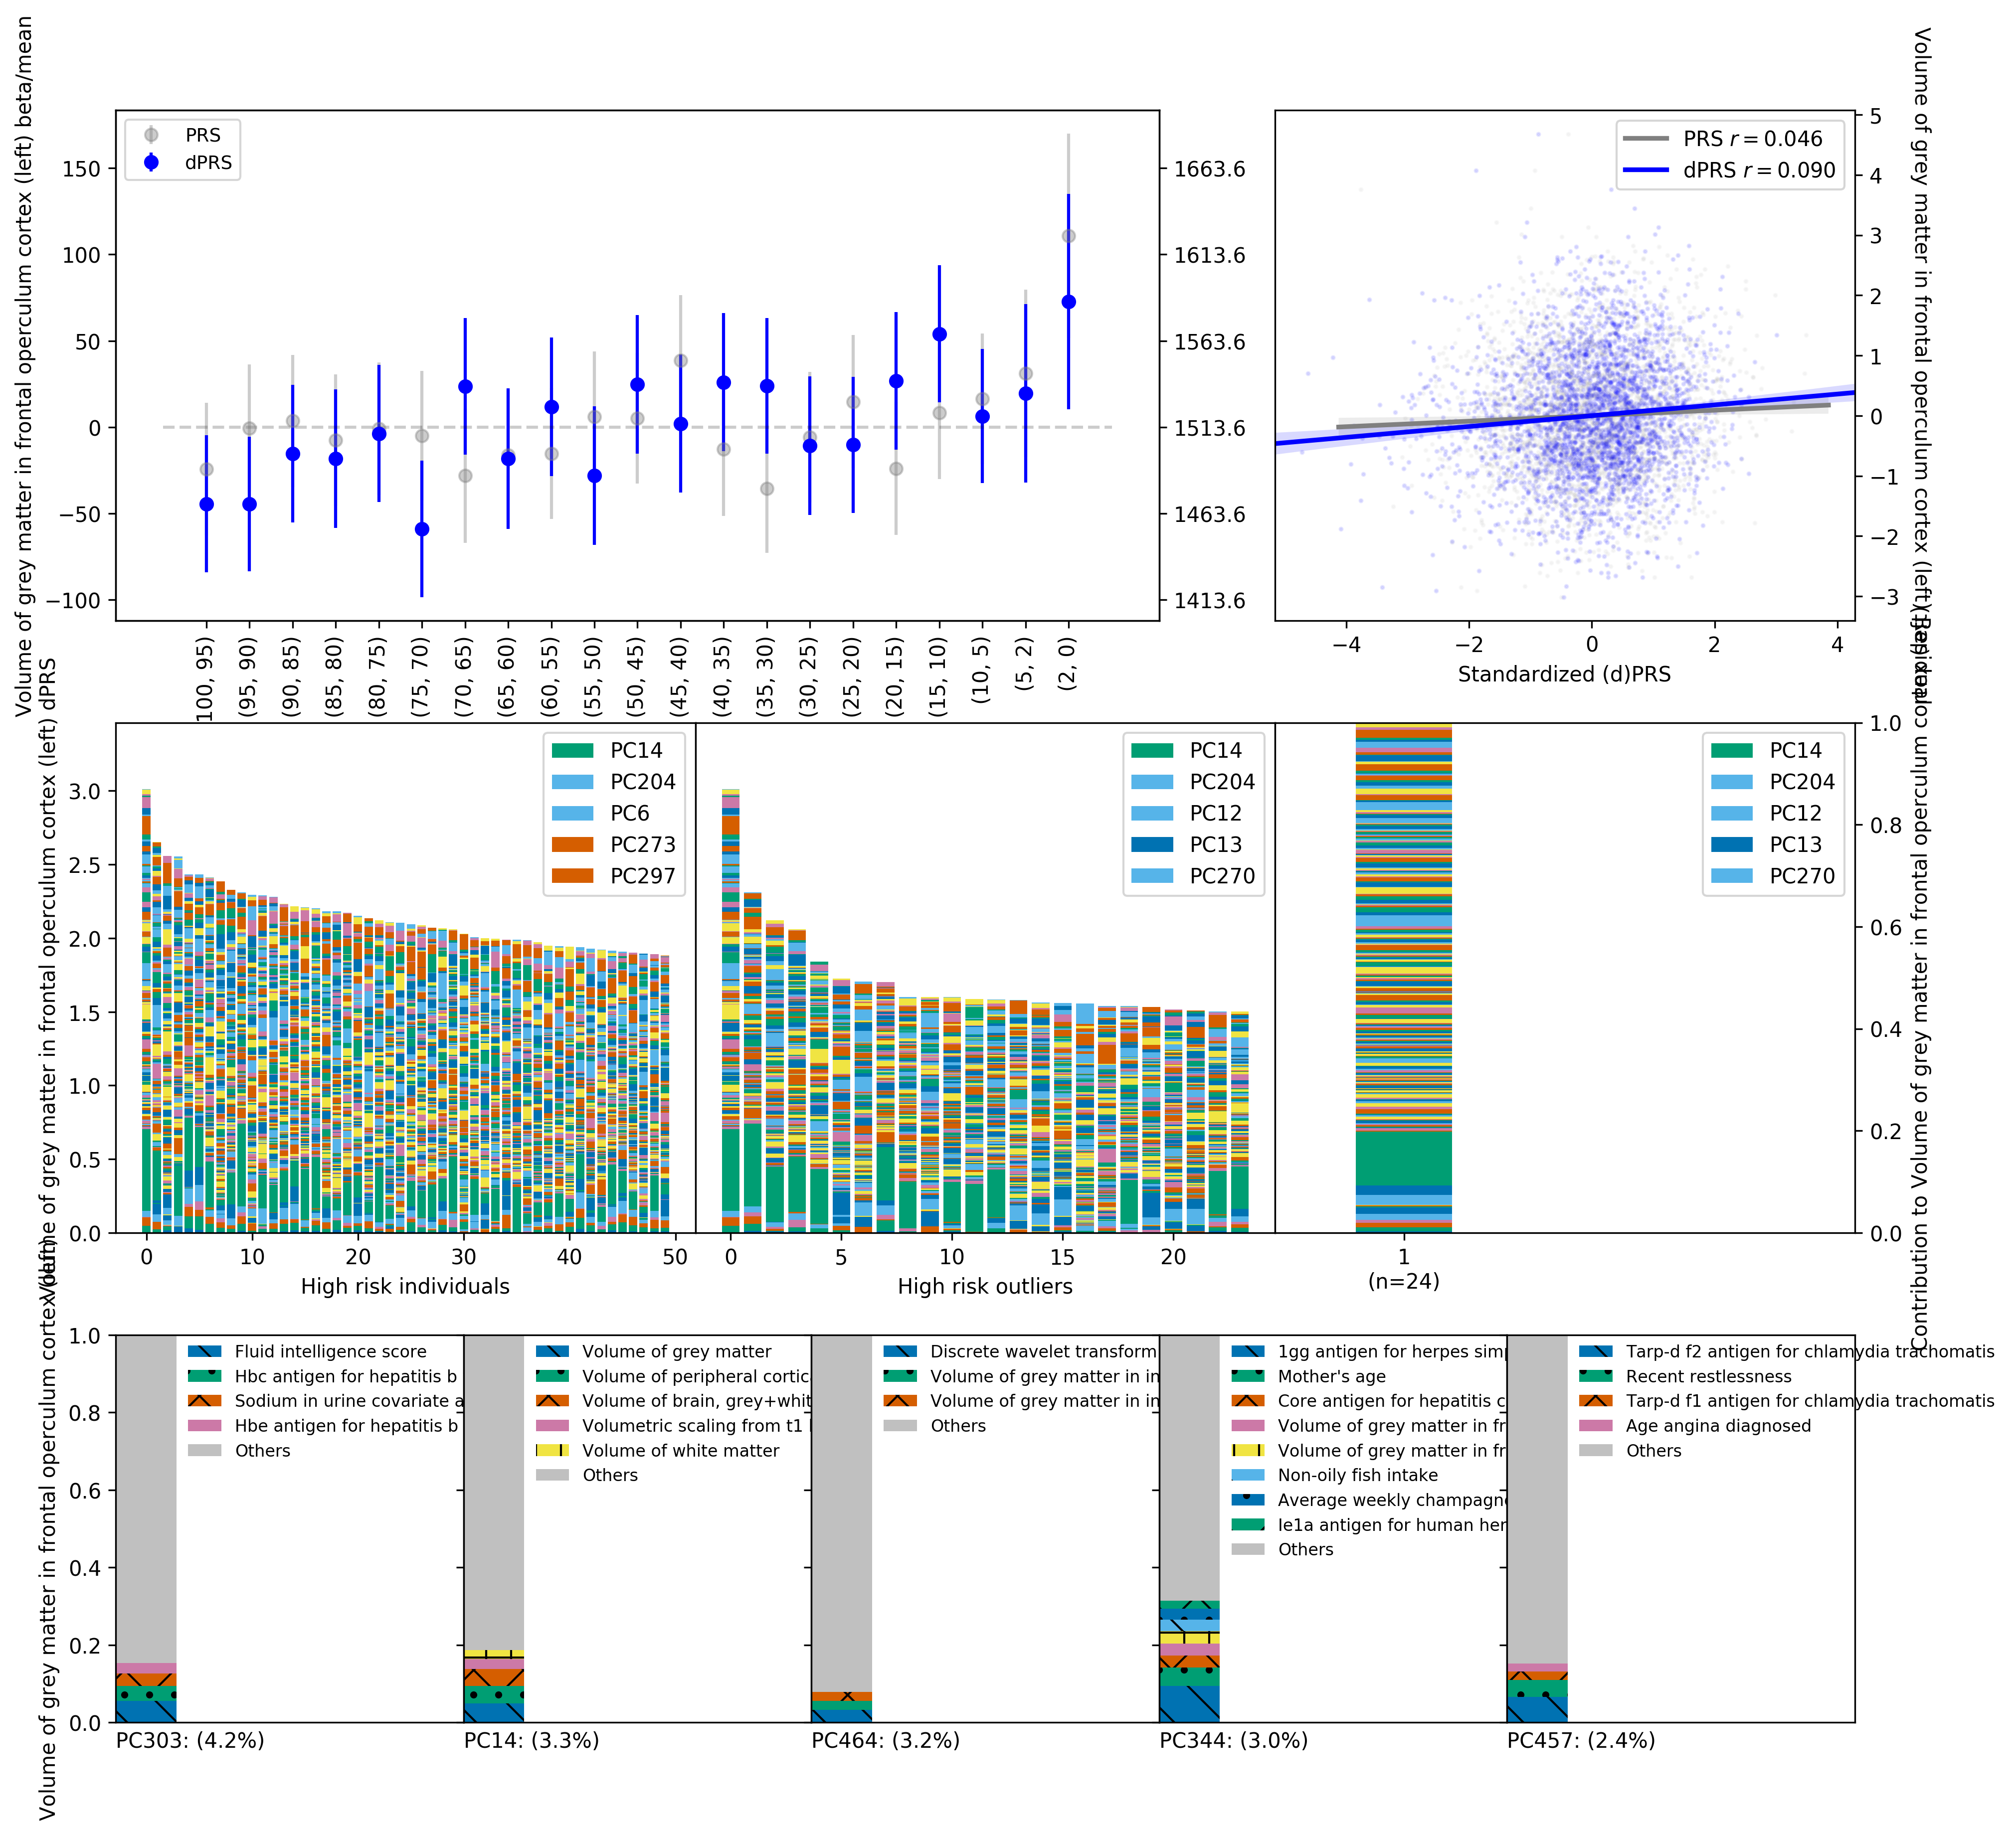 Volume of grey matter in frontal operculum cortex (left) beta/mean
150
100
50
0
−50
−100
PRS
dPRS
1663.6
1613.6
1563.6
1513.6
1463.6
1413.6
100, 95)
(95, 90)
(90, 85)
(85, 80)
(80, 75)
(75, 70)
(70, 65)
(65, 60)
(60, 55)
(55, 50)
(50, 45)
(45, 40)
(40, 35)
(35, 30)
(30, 25)
(25, 20)
(20, 15)
(15, 10)
(10, 5)
(5, 2)
(2, 0)
PRS r = 0.046
dPRS r = 0.090
5
4
3
2
1
0
−1
−2
−3
Volume of grey matter in frontal operculum cortex (left)
−4
−2
0
2
4
Standardized (d)PRS
Volume of grey matter in frontal operculum cortex (left) dPRS
3.0
2.5
2.0
1.5
1.0
0.5
0.0
PC14
PC204
PC6
PC273
PC297
0
10
20
30
40
50
High risk individuals
PC14
PC204
PC12
PC13
PC270
0
5
10
15
20
High risk outliers
PC14
PC204
PC12
PC13
PC270
1
(n=24)
1.0
0.8
0.6
0.4
0.2
0.0
Contribution to Volume of grey matter in frontal operculum
Volume of grey matter in frontal operculum cortex (left)
1.0
0.8
0.6
0.4
0.2
0.0
Fluid intelligence score
Hbc antigen for hepatitis b
Sodium in urine covariate a
Hbe antigen for hepatitis b
Others
PC303: (4.2%)
Volume of grey matter
Volume of peripheral cortic
Volume of brain, grey+whit
Volumetric scaling from t1
Volume of white matter
Others
PC14: (3.3%)
Discrete wavelet transform
Volume of grey matter in in
Volume of grey matter in in
Others
PC464: (3.2%)
1gg antigen for herpes sim
Mother's age
Core antigen for hepatitis c
Volume of grey matter in fr
Volume of grey matter in fr
Non-oily fish intake
Average weekly champagn
Ie1a antigen for human her
Others
PC344: (3.0%)
Tarp-d f2 antigen for chlamydia trachomatis
Recent restlessness
Tarp-d f1 antigen for chlamydia trachomatis
Age angina diagnosed
Others
PC457: (2.4%)